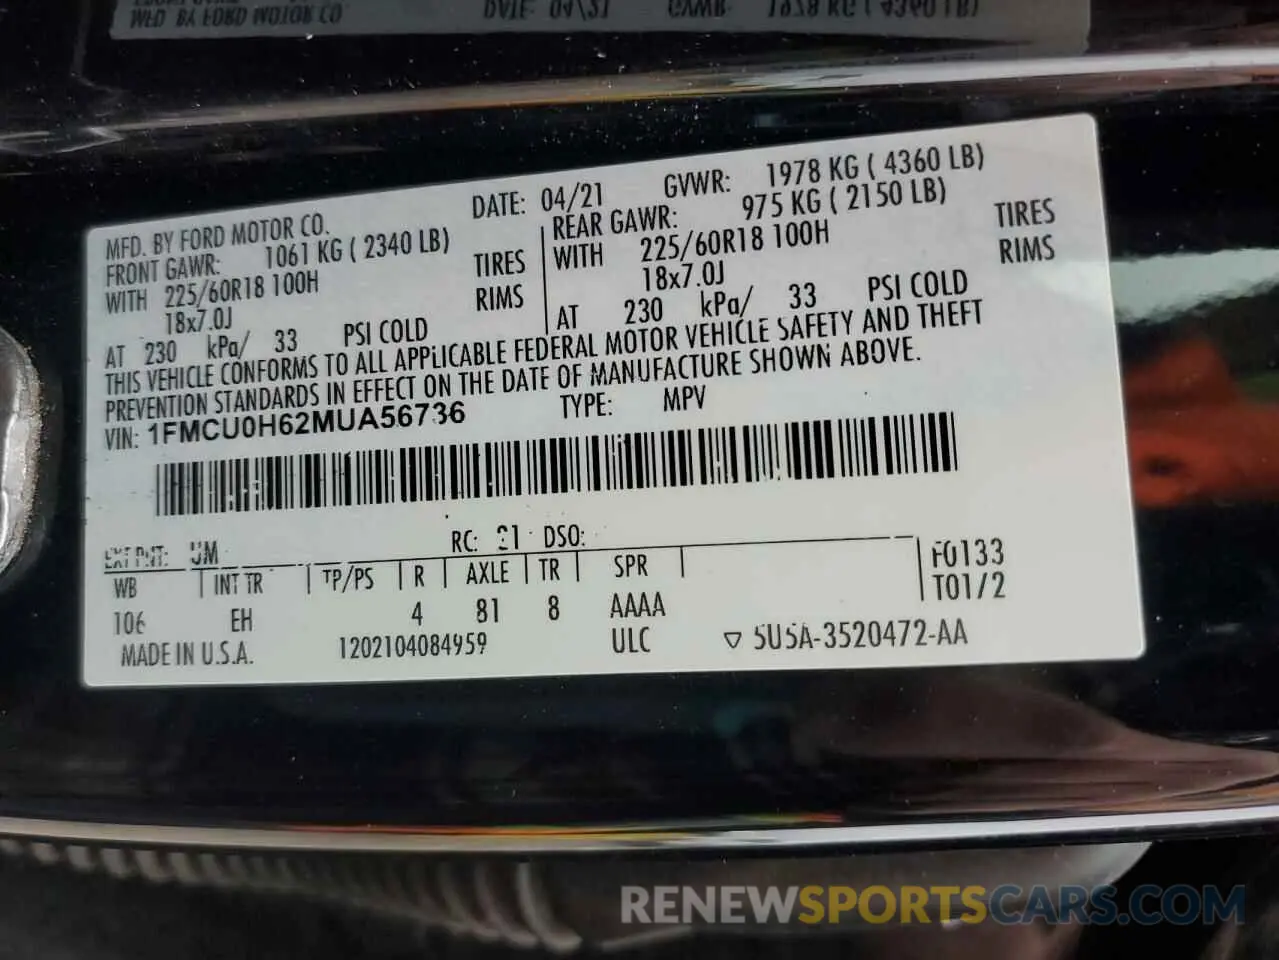 MFD. BY FORD MOTOR CO. DATE: 04/21 GVWR: 1978 KG ( 4360 LB)
FRONT GAWR: 1061 KG ( 2340 LB) REAR GAWR: 975 KG ( 2150 LB)
WITH 225/60R18 100H TIRES WITH 225/60R18 100H TIRES
18x7.0J RIMS 18x7.0J RIMS
AT 230 kPa/ 33 PSI COLD AT 230 kPa/ 33 PSI COLD
THIS VEHICLE CONFORMS TO ALL APPLICABLE FEDERAL MOTOR VEHICLE SAFETY AND THEFT
PREVENTION STANDARDS IN EFFECT ON THE DATE OF MANUFACTURE SHOWN ABOVE.
VIN: 1FMCU0H62MUA56736 TYPE: MPV
EXT PNT: UM RC: 21 DSO:
WB INT TR TP/PS R AXLE TR SPR F0133
106 EH 4 81 8 AAAA T01/2
MADE IN U.S.A. 1202104084959 ULC ▽ 5U5A-3520472-AA
RENEWSPORTSCARS.COM